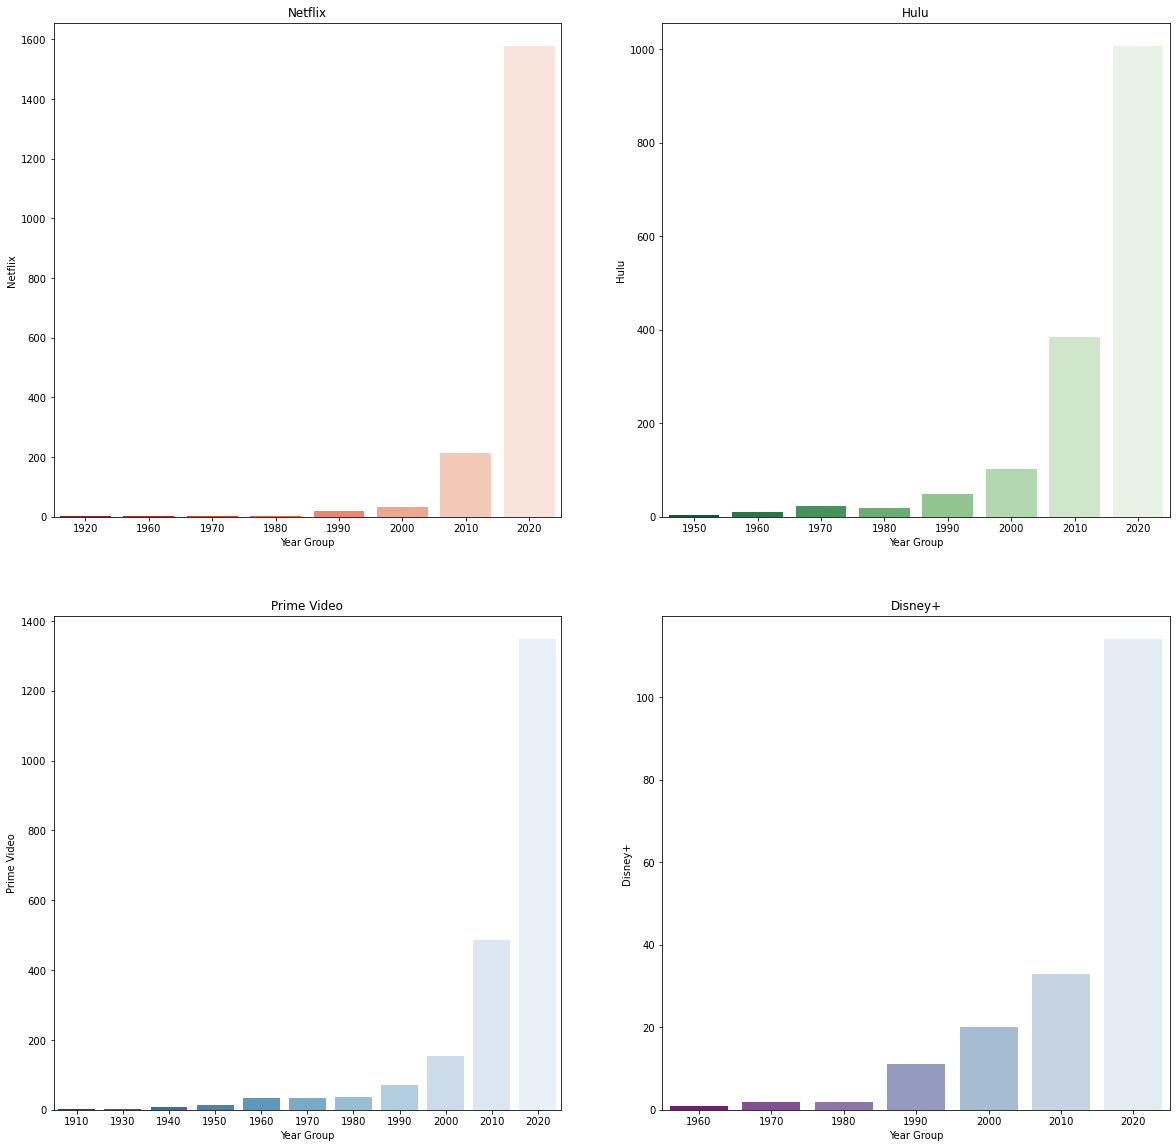 Netflix
1600
1400
1200
1000
800
600
400
200
0
Netflix
1920 1960 1970 1980 1990 2000 2010 2020
Year Group
Hulu
1000
800
600
400
200
0
Hulu
1950 1960 1970 1980 1990 2000 2010 2020
Year Group
Prime Video
1400
1200
1000
800
600
400
200
0
Prime Video
1910 1930 1940 1950 1960 1970 1980 1990 2000 2010 2020
Year Group
Disney+
100
80
60
40
20
0
Disney+
1960 1970 1980 1990 2000 2010 2020
Year Group